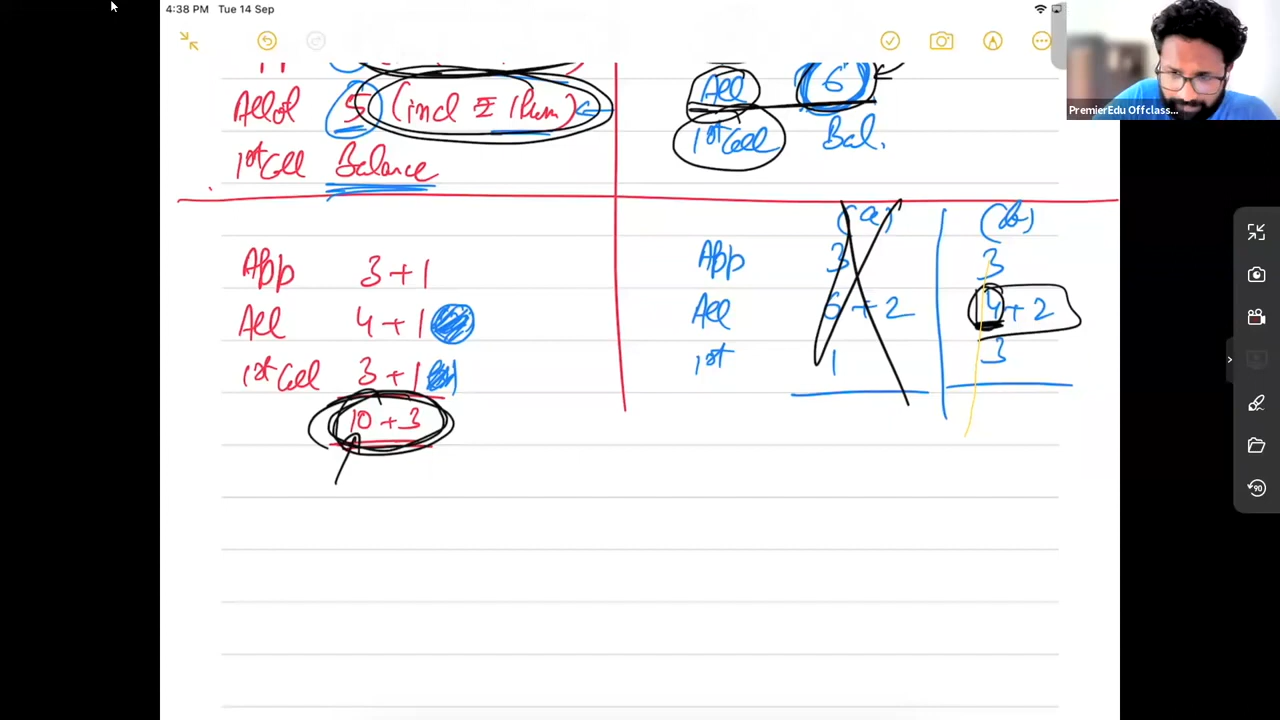 4:38 PM Tue 14 Sep
PremierEdu Offclass...
Allot 5 (incl ₹ 1 Prem)
1st Call Balance
All 6
1st Call Bal.
App 3 + 1
All 4 + 1
1st Call 3 + 1
10 + 3
(a) (b)
App 3 3
All 6 + 2 4 + 2
1st 1 3
90